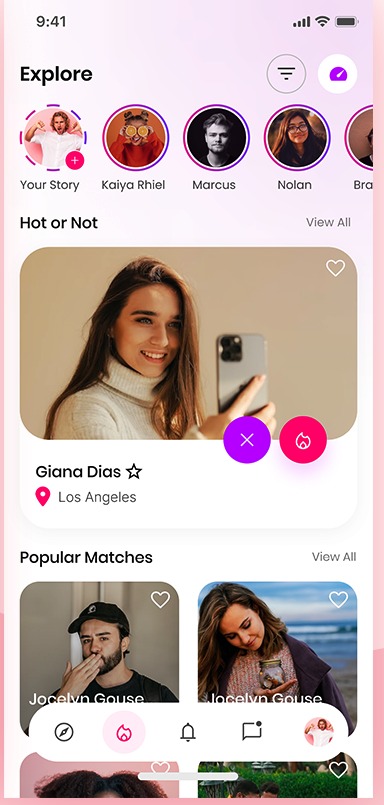 9:41
Explore
Your Story Kaiya Rhiel Marcus Nolan Bra
Hot or Not View All
Giana Dias
Los Angeles
Popular Matches View All
Jocelyn Gouse Jocelyn Gouse